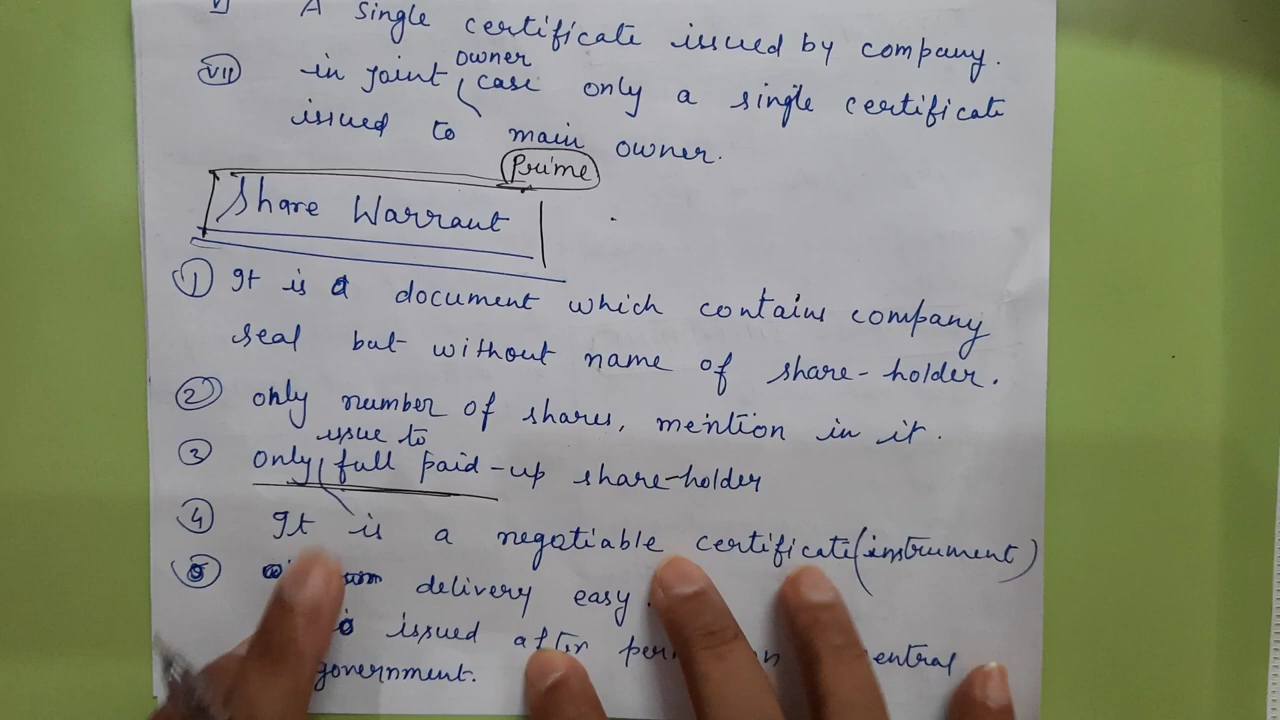 A single certificate issued by company.
VII in joint owner case only a single certificate
issued to main owner.
Prime
Share Warrant
1 It is a document which contains company
seal but without name of share-holder.
2 only number of shares, mention in it.
3 only issue to full paid-up share-holder
4 It is a negotiable certificate (instrument)
5 delivery easy.
issued after
government.